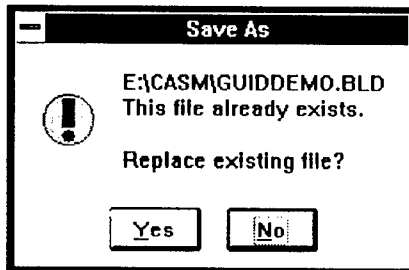 Save As
E:\CASM\GUIDDEMO.BLD
This file already exists.
Replace existing file?
Yes
No